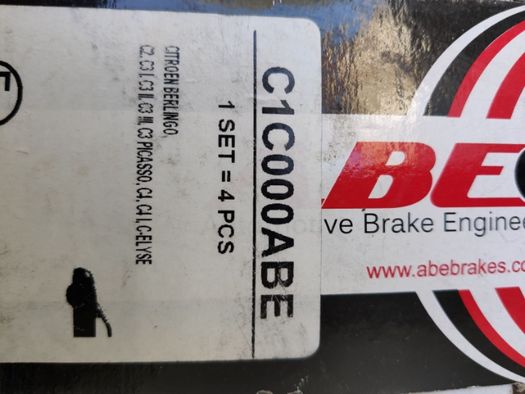 C1C000ABE
1 SET = 4 PCS
CITROEN BERLINGO,
C2, C3 I, C3 II, C3 III, C3 PICASSO, C4, C4 I, C-ELYSE
ABE
ive Brake Engineer
www.abebrakes.co